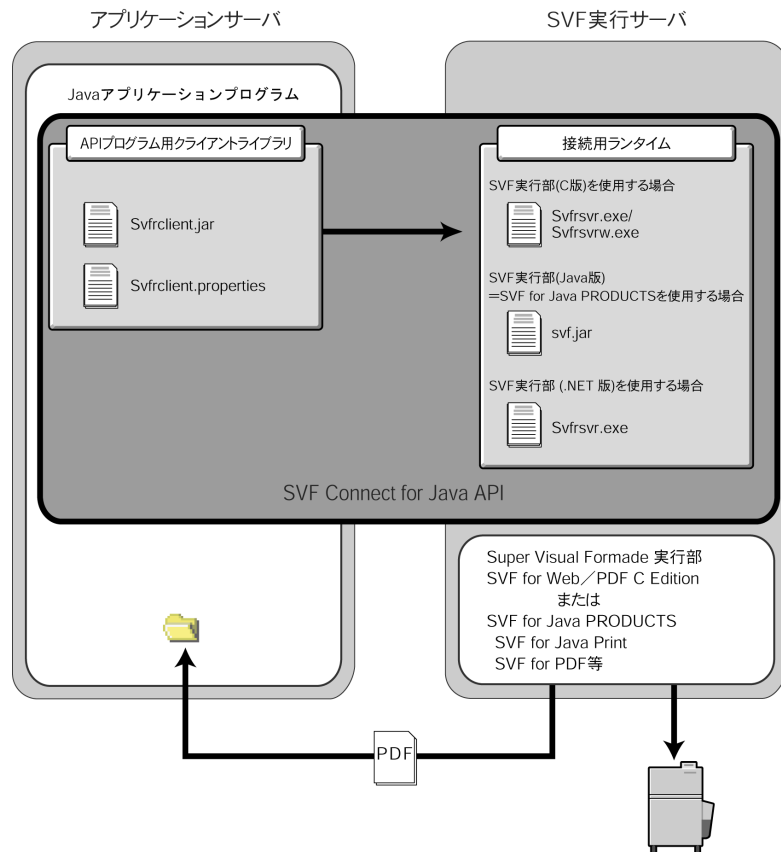 アプリケーションサーバ
SVF実行サーバ
Javaアプリケーションプログラム
APIプログラム用クライアントライブラリ
Svfrclient.jar
Svfrclient.properties
接続用ランタイム
SVF実行部(C版)を使用する場合
Svfrsvr.exe/
Svfrsvrw.exe
SVF実行部(Java版)
=SVF for Java PRODUCTSを使用する場合
svf.jar
SVF実行部 (.NET 版)を使用する場合
Svfrsvr.exe
SVF Connect for Java API
Super Visual Formade 実行部
SVF for Web／PDF C Edition
または
SVF for Java PRODUCTS
SVF for Java Print
SVF for PDF等
PDF